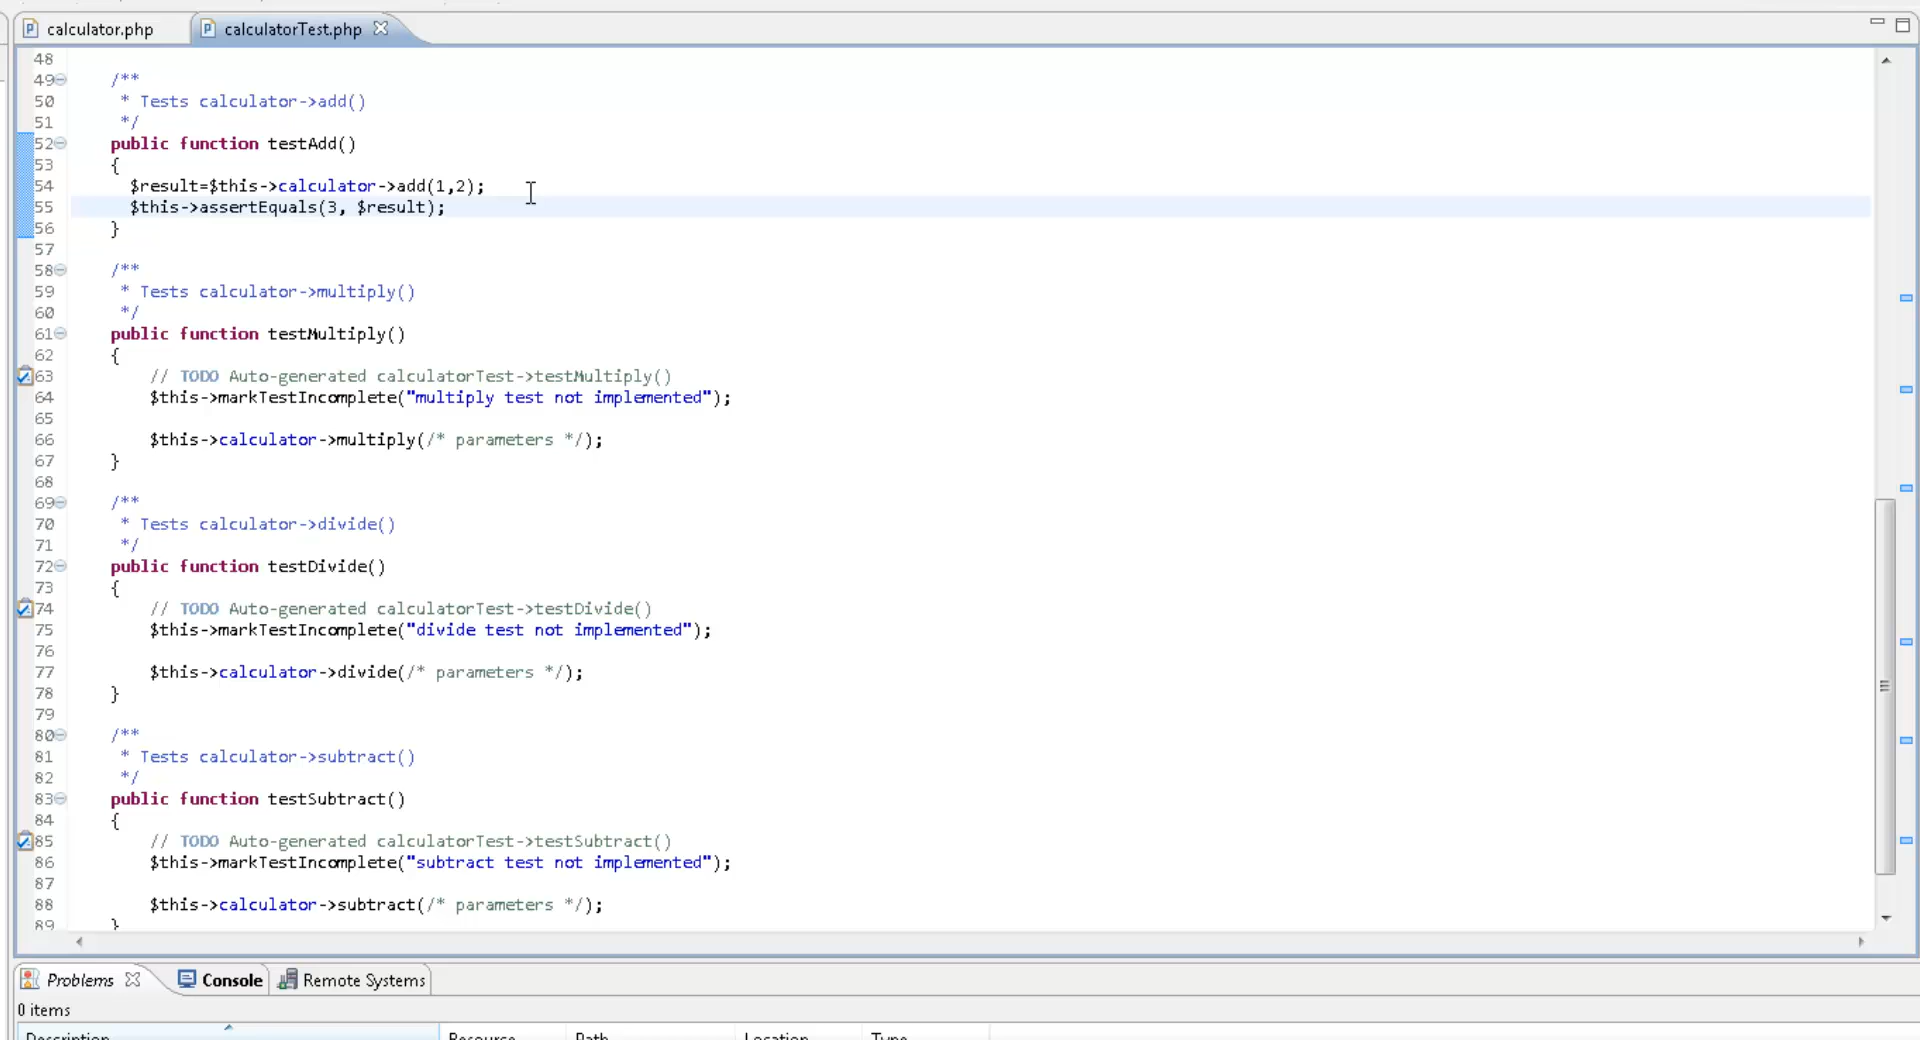 calculator.php calculatorTest.php
48
49 /**
50 * Tests calculator->add()
51 */
52 public function testAdd()
53 {
54 $result=$this->calculator->add(1,2);
55 $this->assertEquals(3, $result);
56 }
57
58 /**
59 * Tests calculator->multiply()
60 */
61 public function testMultiply()
62 {
63 // TODO Auto-generated calculatorTest->testMultiply()
64 $this->markTestIncomplete("multiply test not implemented");
65
66 $this->calculator->multiply(/* parameters */);
67 }
68
69 /**
70 * Tests calculator->divide()
71 */
72 public function testDivide()
73 {
74 // TODO Auto-generated calculatorTest->testDivide()
75 $this->markTestIncomplete("divide test not implemented");
76
77 $this->calculator->divide(/* parameters */);
78 }
79
80 /**
81 * Tests calculator->subtract()
82 */
83 public function testSubtract()
84 {
85 // TODO Auto-generated calculatorTest->testSubtract()
86 $this->markTestIncomplete("subtract test not implemented");
87
88 $this->calculator->subtract(/* parameters */);
89 }
Problems Console Remote Systems
0 items
Description Resource Path Location Type